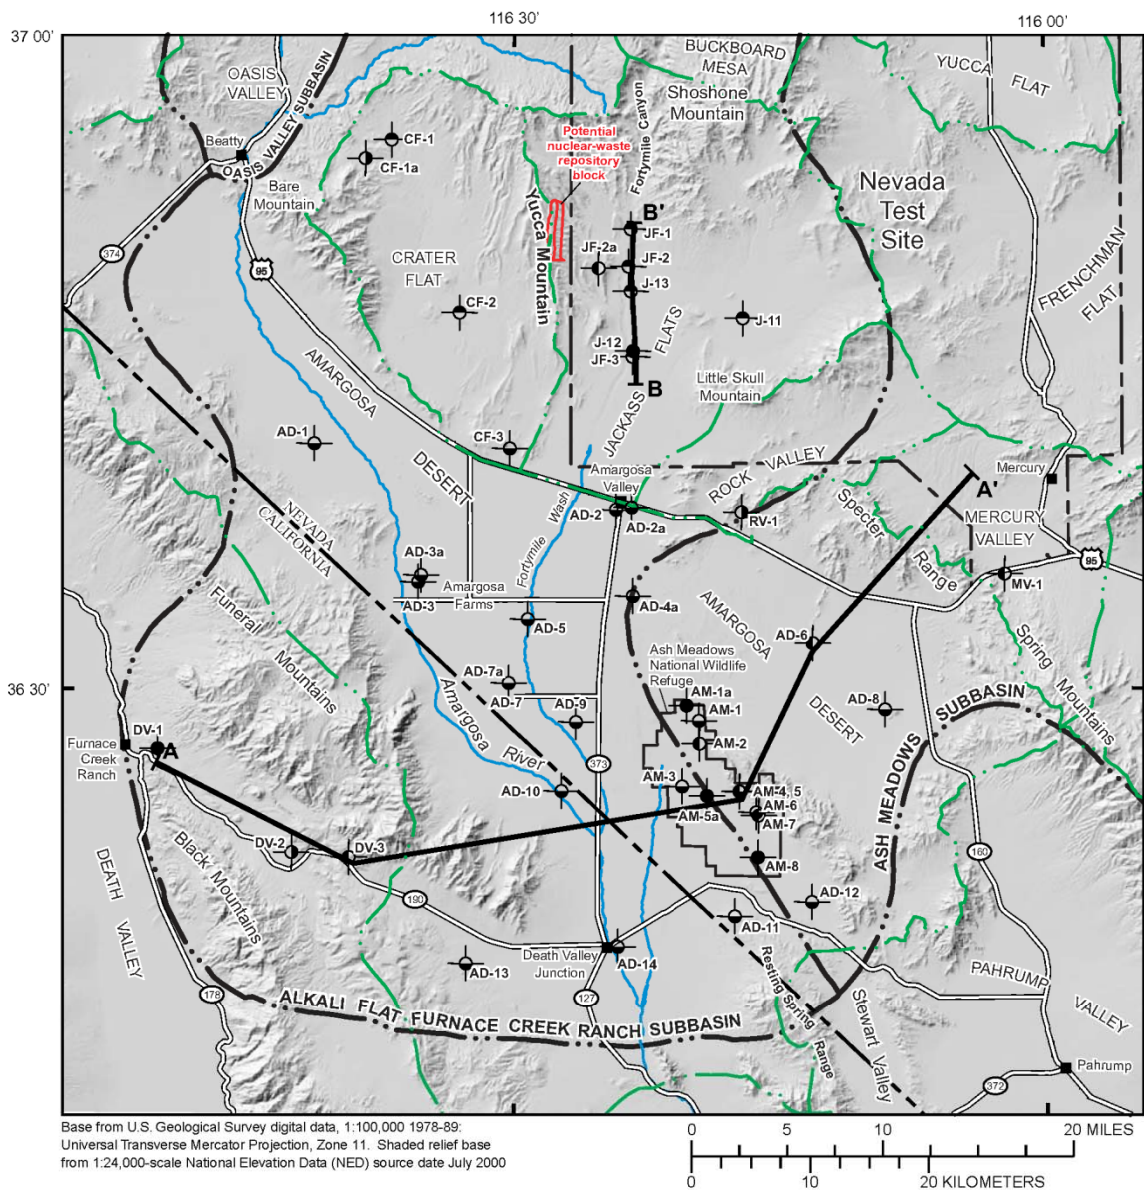 116 30'
116 00'
37 00'
BUCKBOARD
MESA
Shoshone
Mountain
YUCCA FLAT
OASIS
VALLEY
OASIS VALLEY SUBBASIN
Beatty
CF-1
CF-1a
Bare
Mountain
Potential
nuclear-waste
repository
block
Fortymile Canyon
Nevada
Test
Site
Yucca Mountain
B'
JF-1
JF-2a
JF-2
J-13
374
95
CRATER
FLAT
CF-2
FRENCHMAN
FLAT
J-11
J-12
JF-3
FLATS
B
JACKASS
Little Skull
Mountain
AMARGOSA
AD-1
CF-3
DESERT
Amargosa
Valley
ROCK VALLEY
Mercury
A'
NEVADA
CALIFORNIA
Fortymile Wash
AD-2
AD-2a
RV-1
Specter
Range
MERCURY
VALLEY
95
MV-1
AD-3a
AD-3
Amargosa
Farms
AD-4a
AMARGOSA
AD-5
AD-6
Funeral
Mountains
Ash Meadows
National Wildlife
Refuge
Spring
Mountains
36 30'
AD-7a
AD-7
AD-9
AM-1a
AM-1
AM-2
DESERT
AD-8
SUBBASIN
Amargosa
River
DV-1
A
Furnace
Creek
Ranch
373
AD-10
AM-3
AM-4, 5
AM-5a
AM-6
AM-7
AM-8
ASH MEADOWS
DV-2
DV-3
160
DEATH
VALLEY
Black Mountains
190
AD-12
AD-11
Death Valley
Junction
AD-14
AD-13
Resting Spring
Range
Stewart Valley
PAHRUMP
VALLEY
178
127
ALKALI FLAT FURNACE CREEK RANCH SUBBASIN
372
Pahrump
Base from U.S. Geological Survey digital data, 1:100,000 1978-89:
Universal Transverse Mercator Projection, Zone 11. Shaded relief base
from 1:24,000-scale National Elevation Data (NED) source date July 2000
0 5 10 20 MILES
0 10 20 KILOMETERS